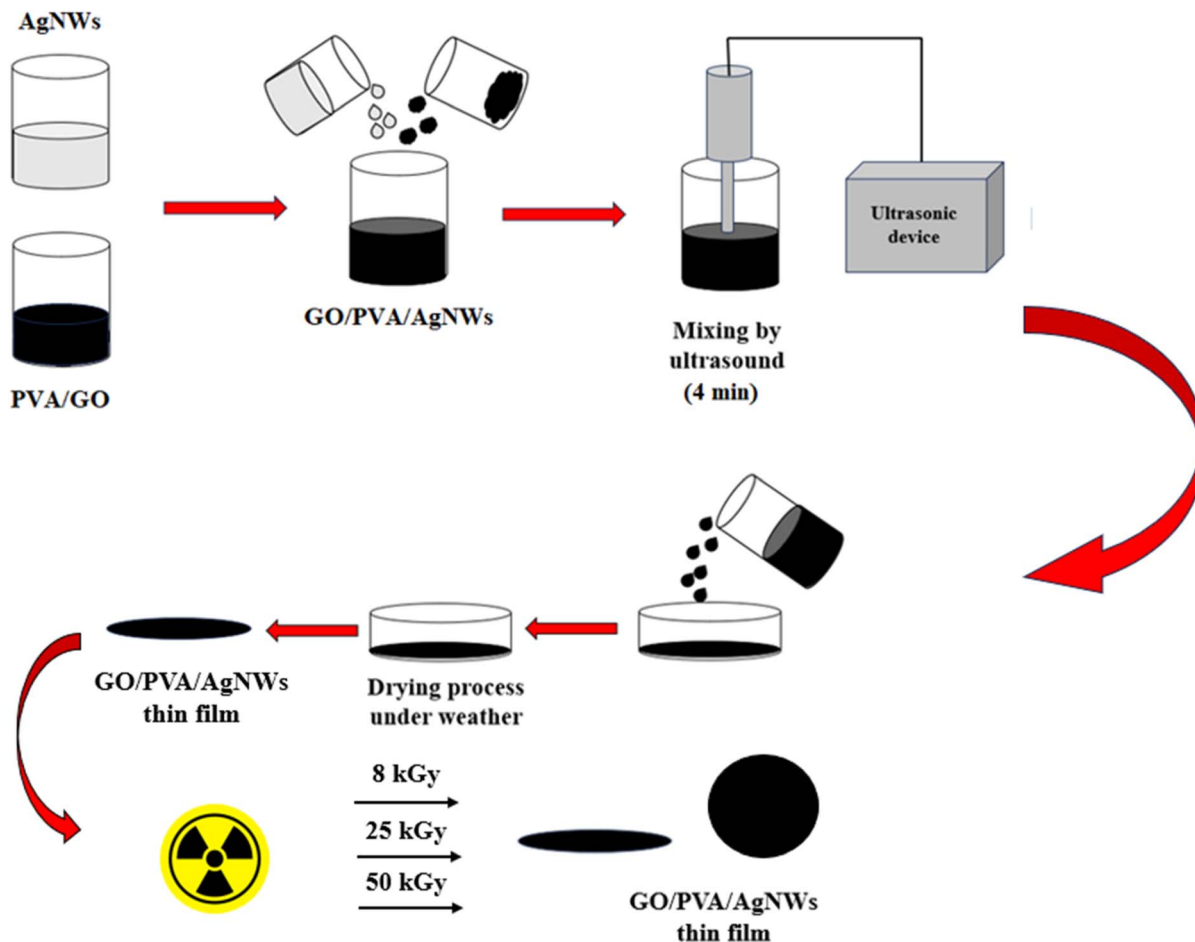 AgNWs
PVA/GO
GO/PVA/AgNWs
Ultrasonic
device
Mixing by
ultrasound
(4 min)
Drying process
under weather
GO/PVA/AgNWs
thin film
8 kGy
25 kGy
50 kGy
GO/PVA/AgNWs
thin film